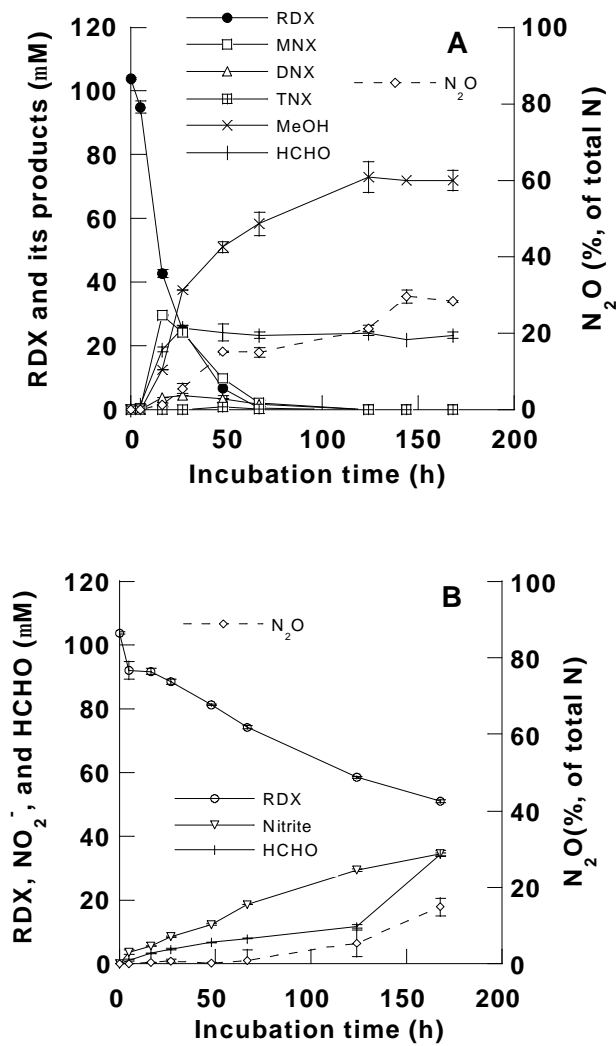 A
RDX
MNX
DNX
TNX
MeOH
HCHO
N₂O
120
100
80
60
40
20
0
RDX and its products (mM)
100
80
60
40
20
0
N₂O (%, of total N)
0 50 100 150 200
Incubation time (h)
B
N₂O
RDX
Nitrite
HCHO
120
100
80
60
40
20
0
RDX, NO₂⁻, and HCHO (mM)
100
80
60
40
20
0
N₂O(%, of total N)
0 50 100 150 200
Incubation time (h)